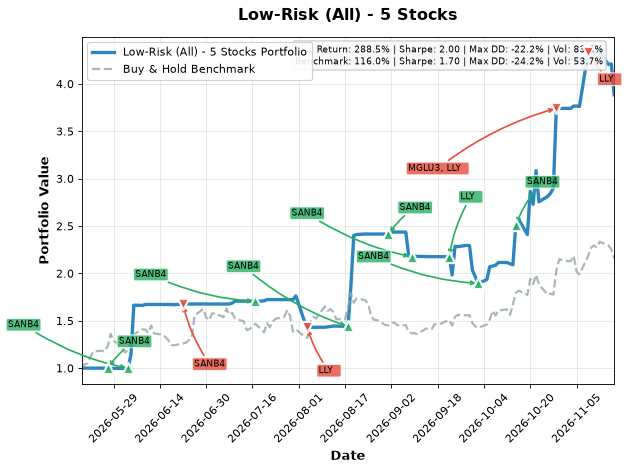 Low-Risk (All) - 5 Stocks
Low-Risk (All) - 5 Stocks Portfolio
Buy & Hold Benchmark
Return: 288.5% | Sharpe: 2.00 | Max DD: -22.2% | Vol:
Benchmark: 116.0% | Sharpe: 1.70 | Max DD: -24.2% | Vol: 53.7%
LLY
MGLU3, LLY
SANB4
LLY
SANB4
SANB4
SANB4
SANB4
SANB4
SANB4
SANB4
SANB4
LLY
4.0
3.5
3.0
2.5
2.0
1.5
1.0
Portfolio Value
2026-05-29
2026-06-14
2026-06-30
2026-07-16
2026-08-01
2026-08-17
2026-09-02
2026-09-18
2026-10-04
2026-10-20
2026-11-05
Date